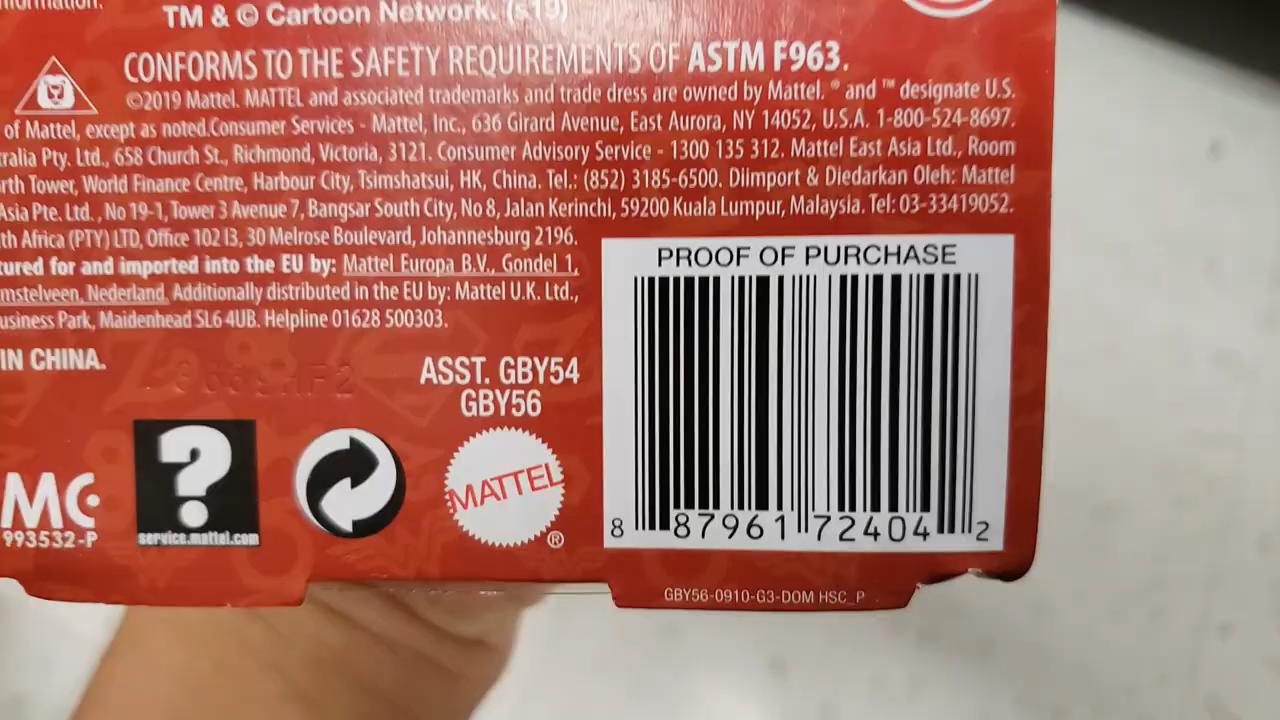 TM & © Cartoon Network. (s19)
CONFORMS TO THE SAFETY REQUIREMENTS OF ASTM F963.
©2019 Mattel. MATTEL and associated trademarks and trade dress are owned by Mattel. ® and ™ designate U.S.
of Mattel, except as noted.Consumer Services - Mattel, Inc., 636 Girard Avenue, East Aurora, NY 14052, U.S.A. 1-800-524-8697.
Pty. Ltd., 658 Church St., Richmond, Victoria, 3121. Consumer Advisory Service - 1300 135 312. Mattel East Asia Ltd., Room
Tower, World Finance Centre, Harbour City, Tsimshatsui, HK, China. Tel.: (852) 3185-6500. Diimport & Diedarkan Oleh: Mattel
Asia Pte. Ltd. , No 19-1, Tower 3 Avenue 7, Bangsar South City, No 8, Jalan Kerinchi, 59200 Kuala Lumpur, Malaysia. Tel: 03-33419052.
Africa (PTY) LTD, Office 102 I3, 30 Melrose Boulevard, Johannesburg 2196.
for and imported into the EU by: Mattel Europa B.V., Gondel 1,
Nederland. Additionally distributed in the EU by: Mattel U.K. Ltd.,
Park, Maidenhead SL6 4UB. Helpline 01628 500303.
IN CHINA.
ASST. GBY54
GBY56
PROOF OF PURCHASE
8 87961 72404 2
MC
993532-P
?
service.mattel.com
MATTEL
®
GBY56-0910-G3-DOM HSC_P